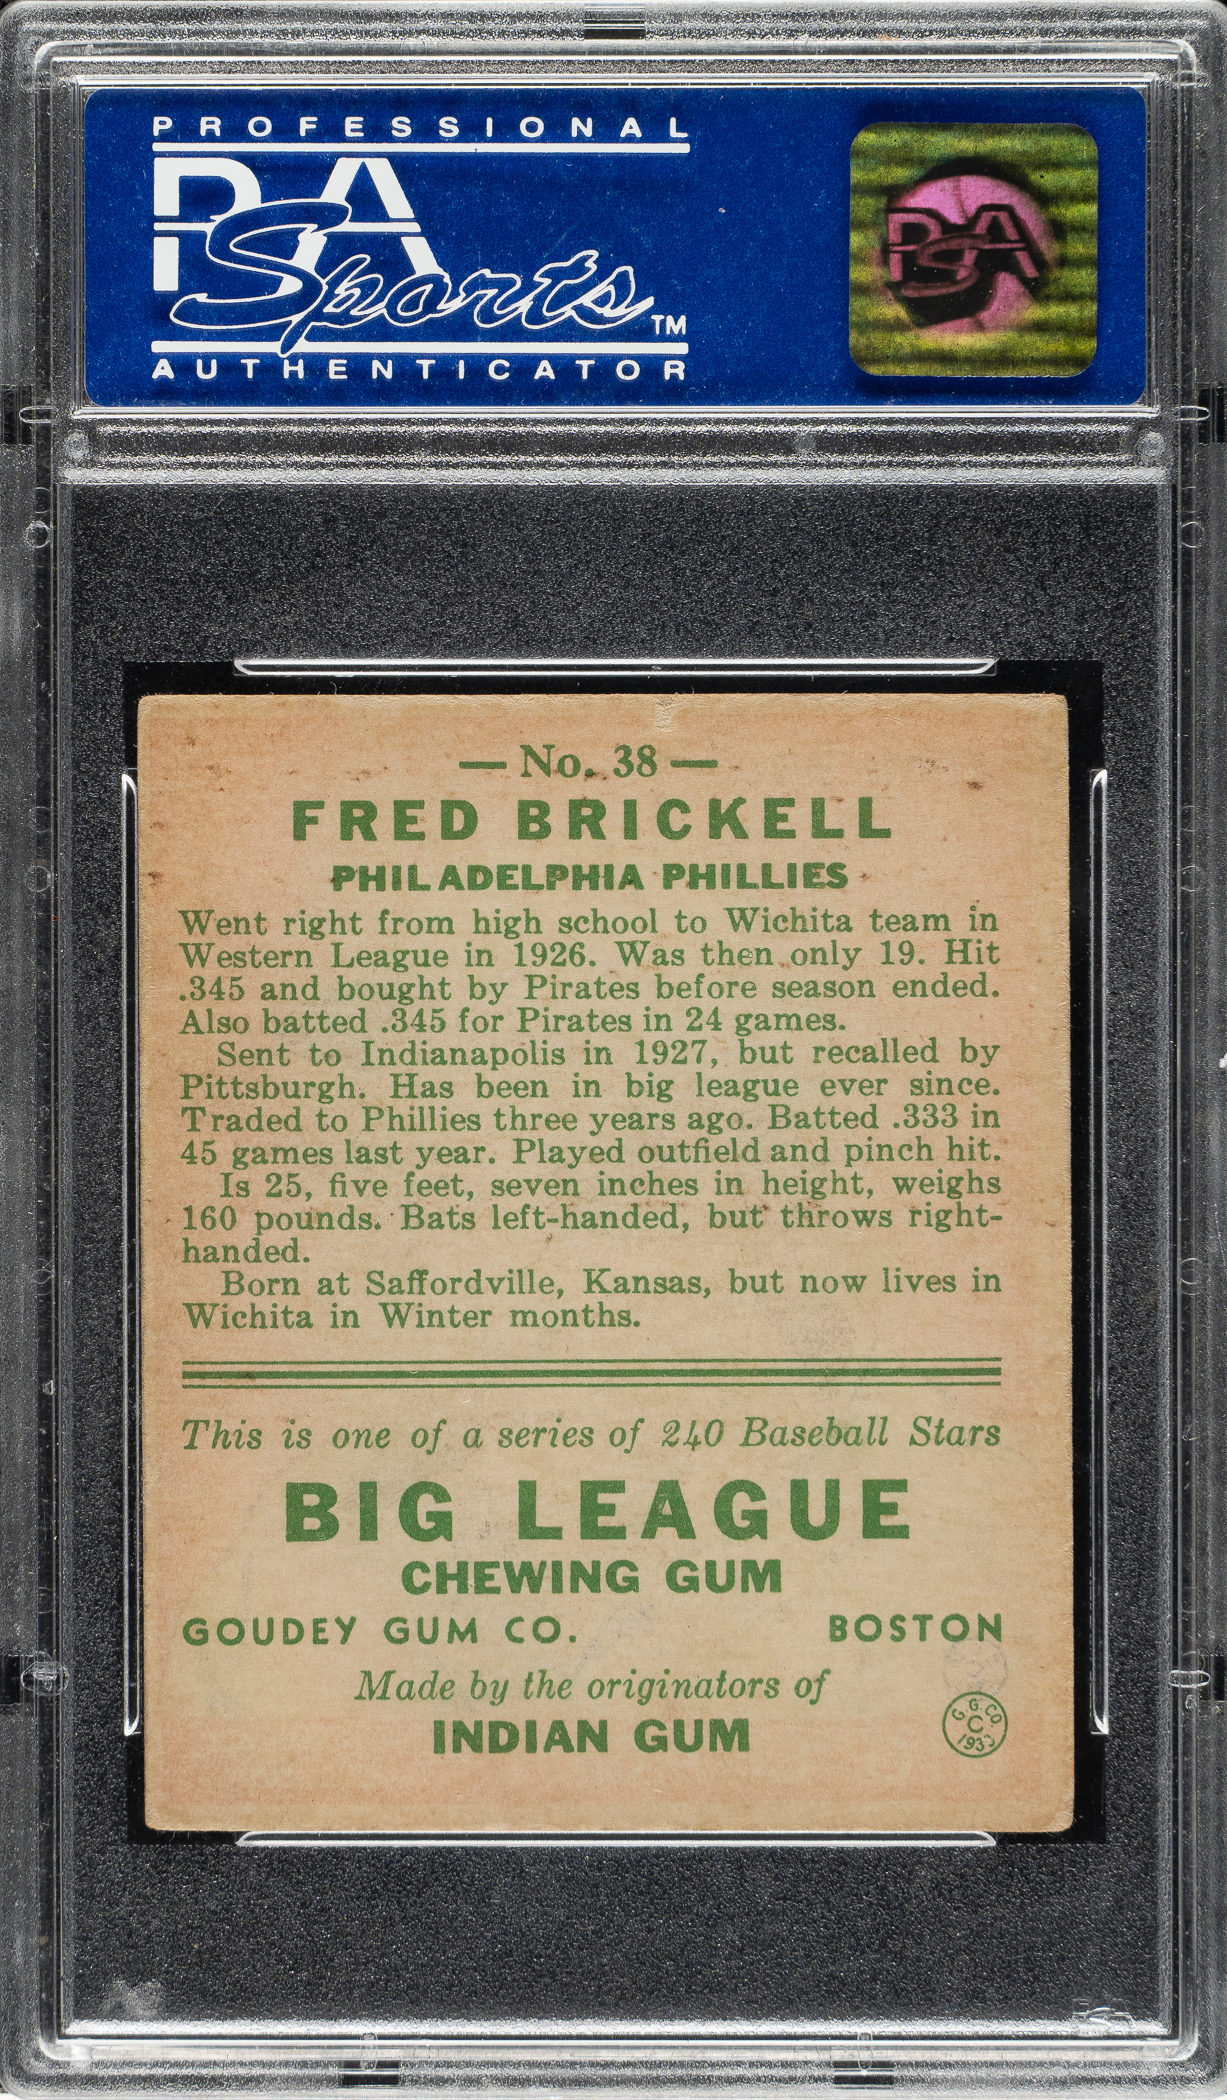 PROFESSIONAL
PSA
Sports™
AUTHENTICATOR
PSA
— No. 38 —
FRED BRICKELL
PHILADELPHIA PHILLIES
Went right from high school to Wichita team in
Western League in 1926. Was then only 19. Hit
.345 and bought by Pirates before season ended.
Also batted .345 for Pirates in 24 games.
Sent to Indianapolis in 1927, but recalled by
Pittsburgh. Has been in big league ever since.
Traded to Phillies three years ago. Batted .333 in
45 games last year. Played outfield and pinch hit.
Is 25, five feet, seven inches in height, weighs
160 pounds. Bats left-handed, but throws right-
handed.
Born at Saffordville, Kansas, but now lives in
Wichita in Winter months.
This is one of a series of 240 Baseball Stars
BIG LEAGUE
CHEWING GUM
GOUDEY GUM CO. BOSTON
Made by the originators of
INDIAN GUM
G. G. CO
C
1933